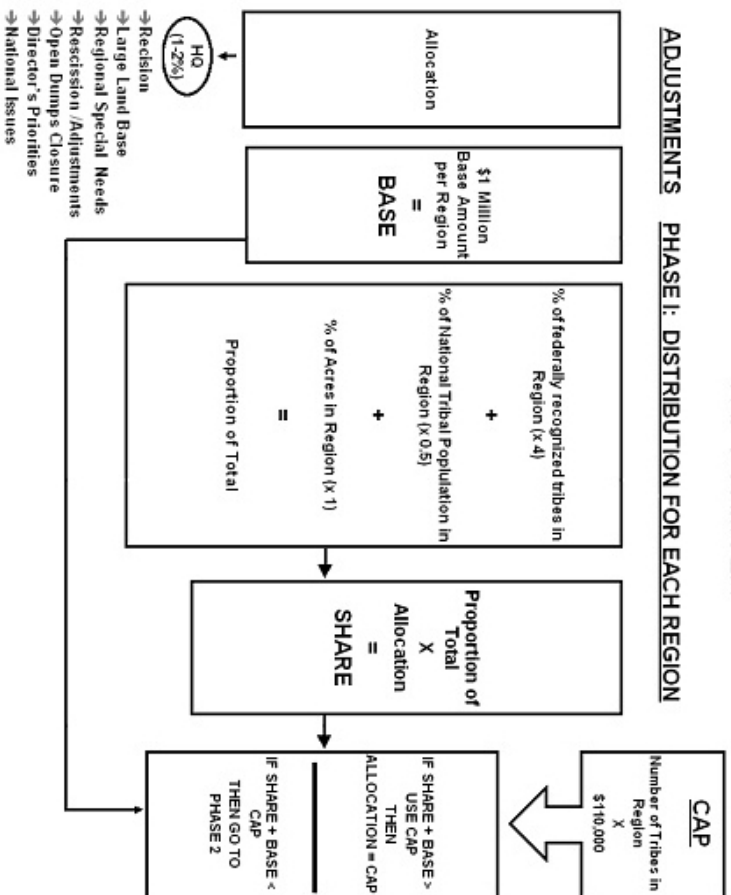 ADJUSTMENTS
PHASE I: DISTRIBUTION FOR EACH REGION
Allocation
HQ
(1-2%)
Recision
Large Land Base
Regional Special Needs
Rescission /Adjustments
Open Dumps Closure
Director's Priorities
National Issues
$1 Million
Base Amount
per Region
=
BASE
% of federally recognized tribes in
Region (x 4)
+
% of National Tribal Poplulation in
Region (x 0.5)
+
% of Acres in Region (x 1)
=
Proportion of Total
Proportion of
Total
X
Allocation
=
SHARE
CAP
Number of Tribes in
Region
X
$110,000
IF SHARE + BASE >
USE CAP
THEN
ALLOCATION = CAP
IF SHARE + BASE <
CAP
THEN GO TO
PHASE 2